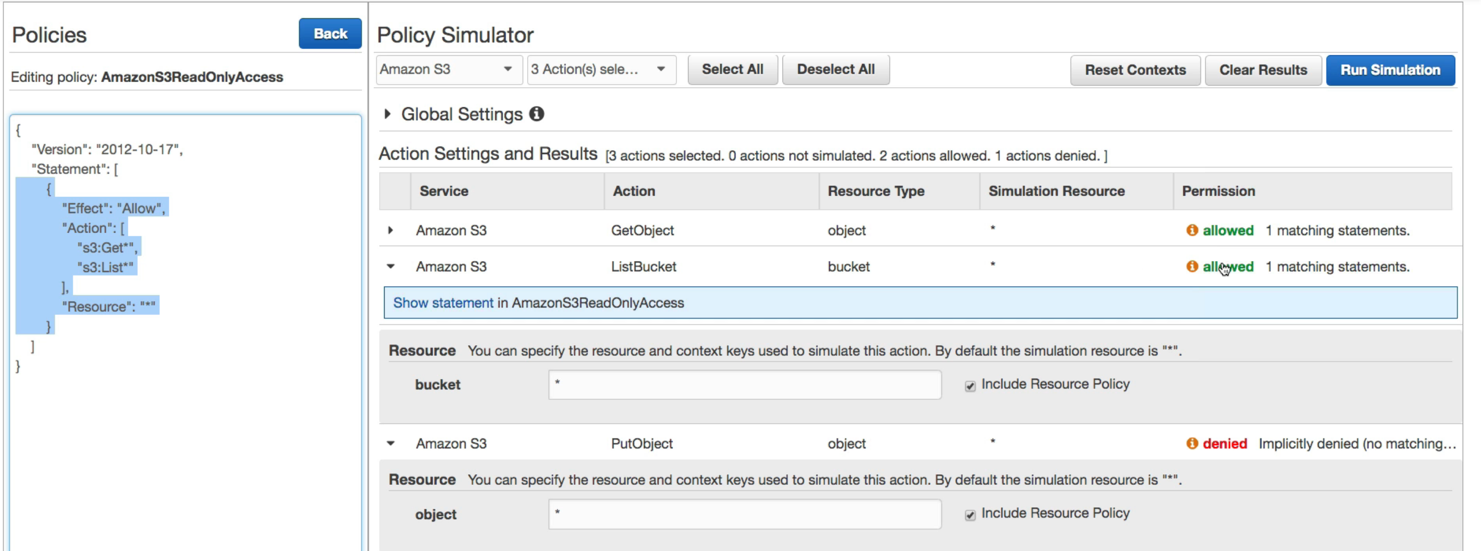 Policies
Back
Editing policy: AmazonS3ReadOnlyAccess
{
"Version": "2012-10-17",
"Statement": [
{
"Effect": "Allow",
"Action": [
"s3:Get*",
"s3:List*"
],
"Resource": "*"
}
]
}
Policy Simulator
Amazon S3
3 Action(s) sele...
Select All
Deselect All
Reset Contexts
Clear Results
Run Simulation
Global Settings
Action Settings and Results [3 actions selected. 0 actions not simulated. 2 actions allowed. 1 actions denied. ]
Service Action Resource Type Simulation Resource Permission
Amazon S3 GetObject object * allowed 1 matching statements.
Amazon S3 ListBucket bucket * allowed 1 matching statements.
Show statement in AmazonS3ReadOnlyAccess
Resource You can specify the resource and context keys used to simulate this action. By default the simulation resource is "*".
bucket * Include Resource Policy
Amazon S3 PutObject object * denied Implicitly denied (no matching...
Resource You can specify the resource and context keys used to simulate this action. By default the simulation resource is "*".
object * Include Resource Policy